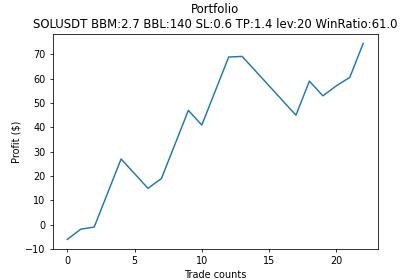 Portfolio
SOLUSDT BBM:2.7 BBL:140 SL:0.6 TP:1.4 lev:20 WinRatio:61.0
70
60
50
40
30
20
10
0
−10
Profit ($)
0 5 10 15 20
Trade counts